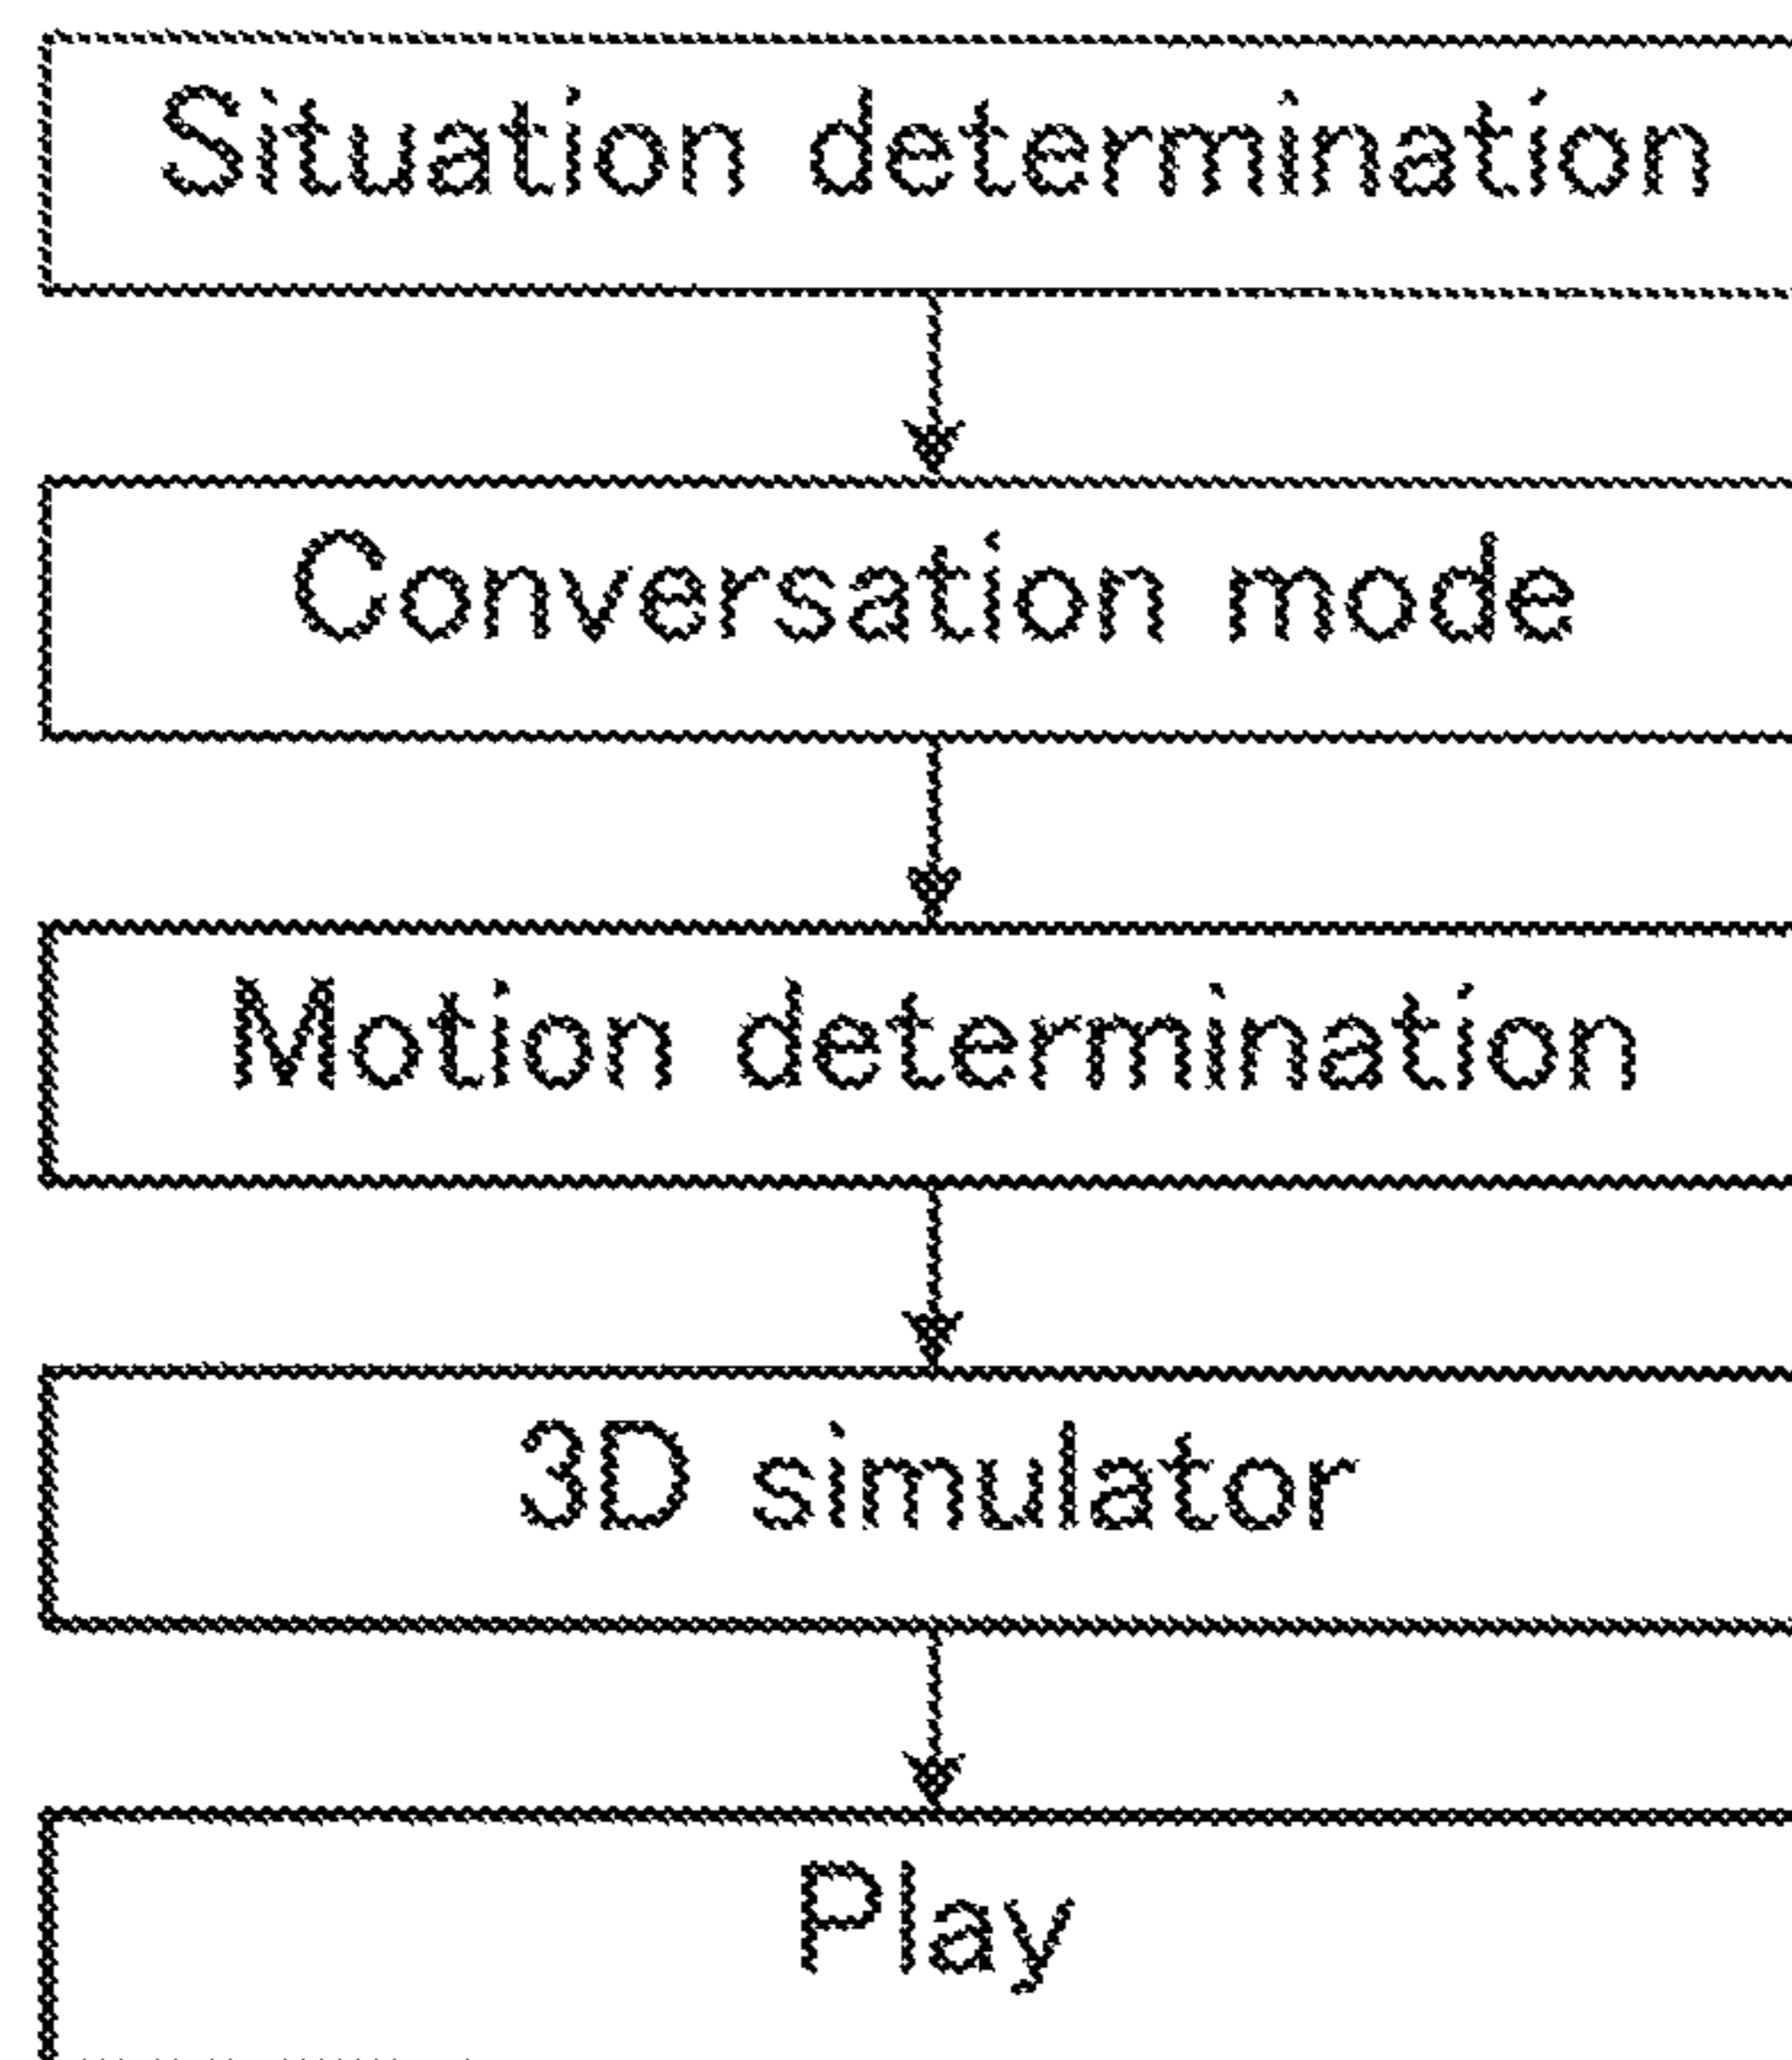 Situation determination
Conversation mode
Motion determination
3D simulator
Play